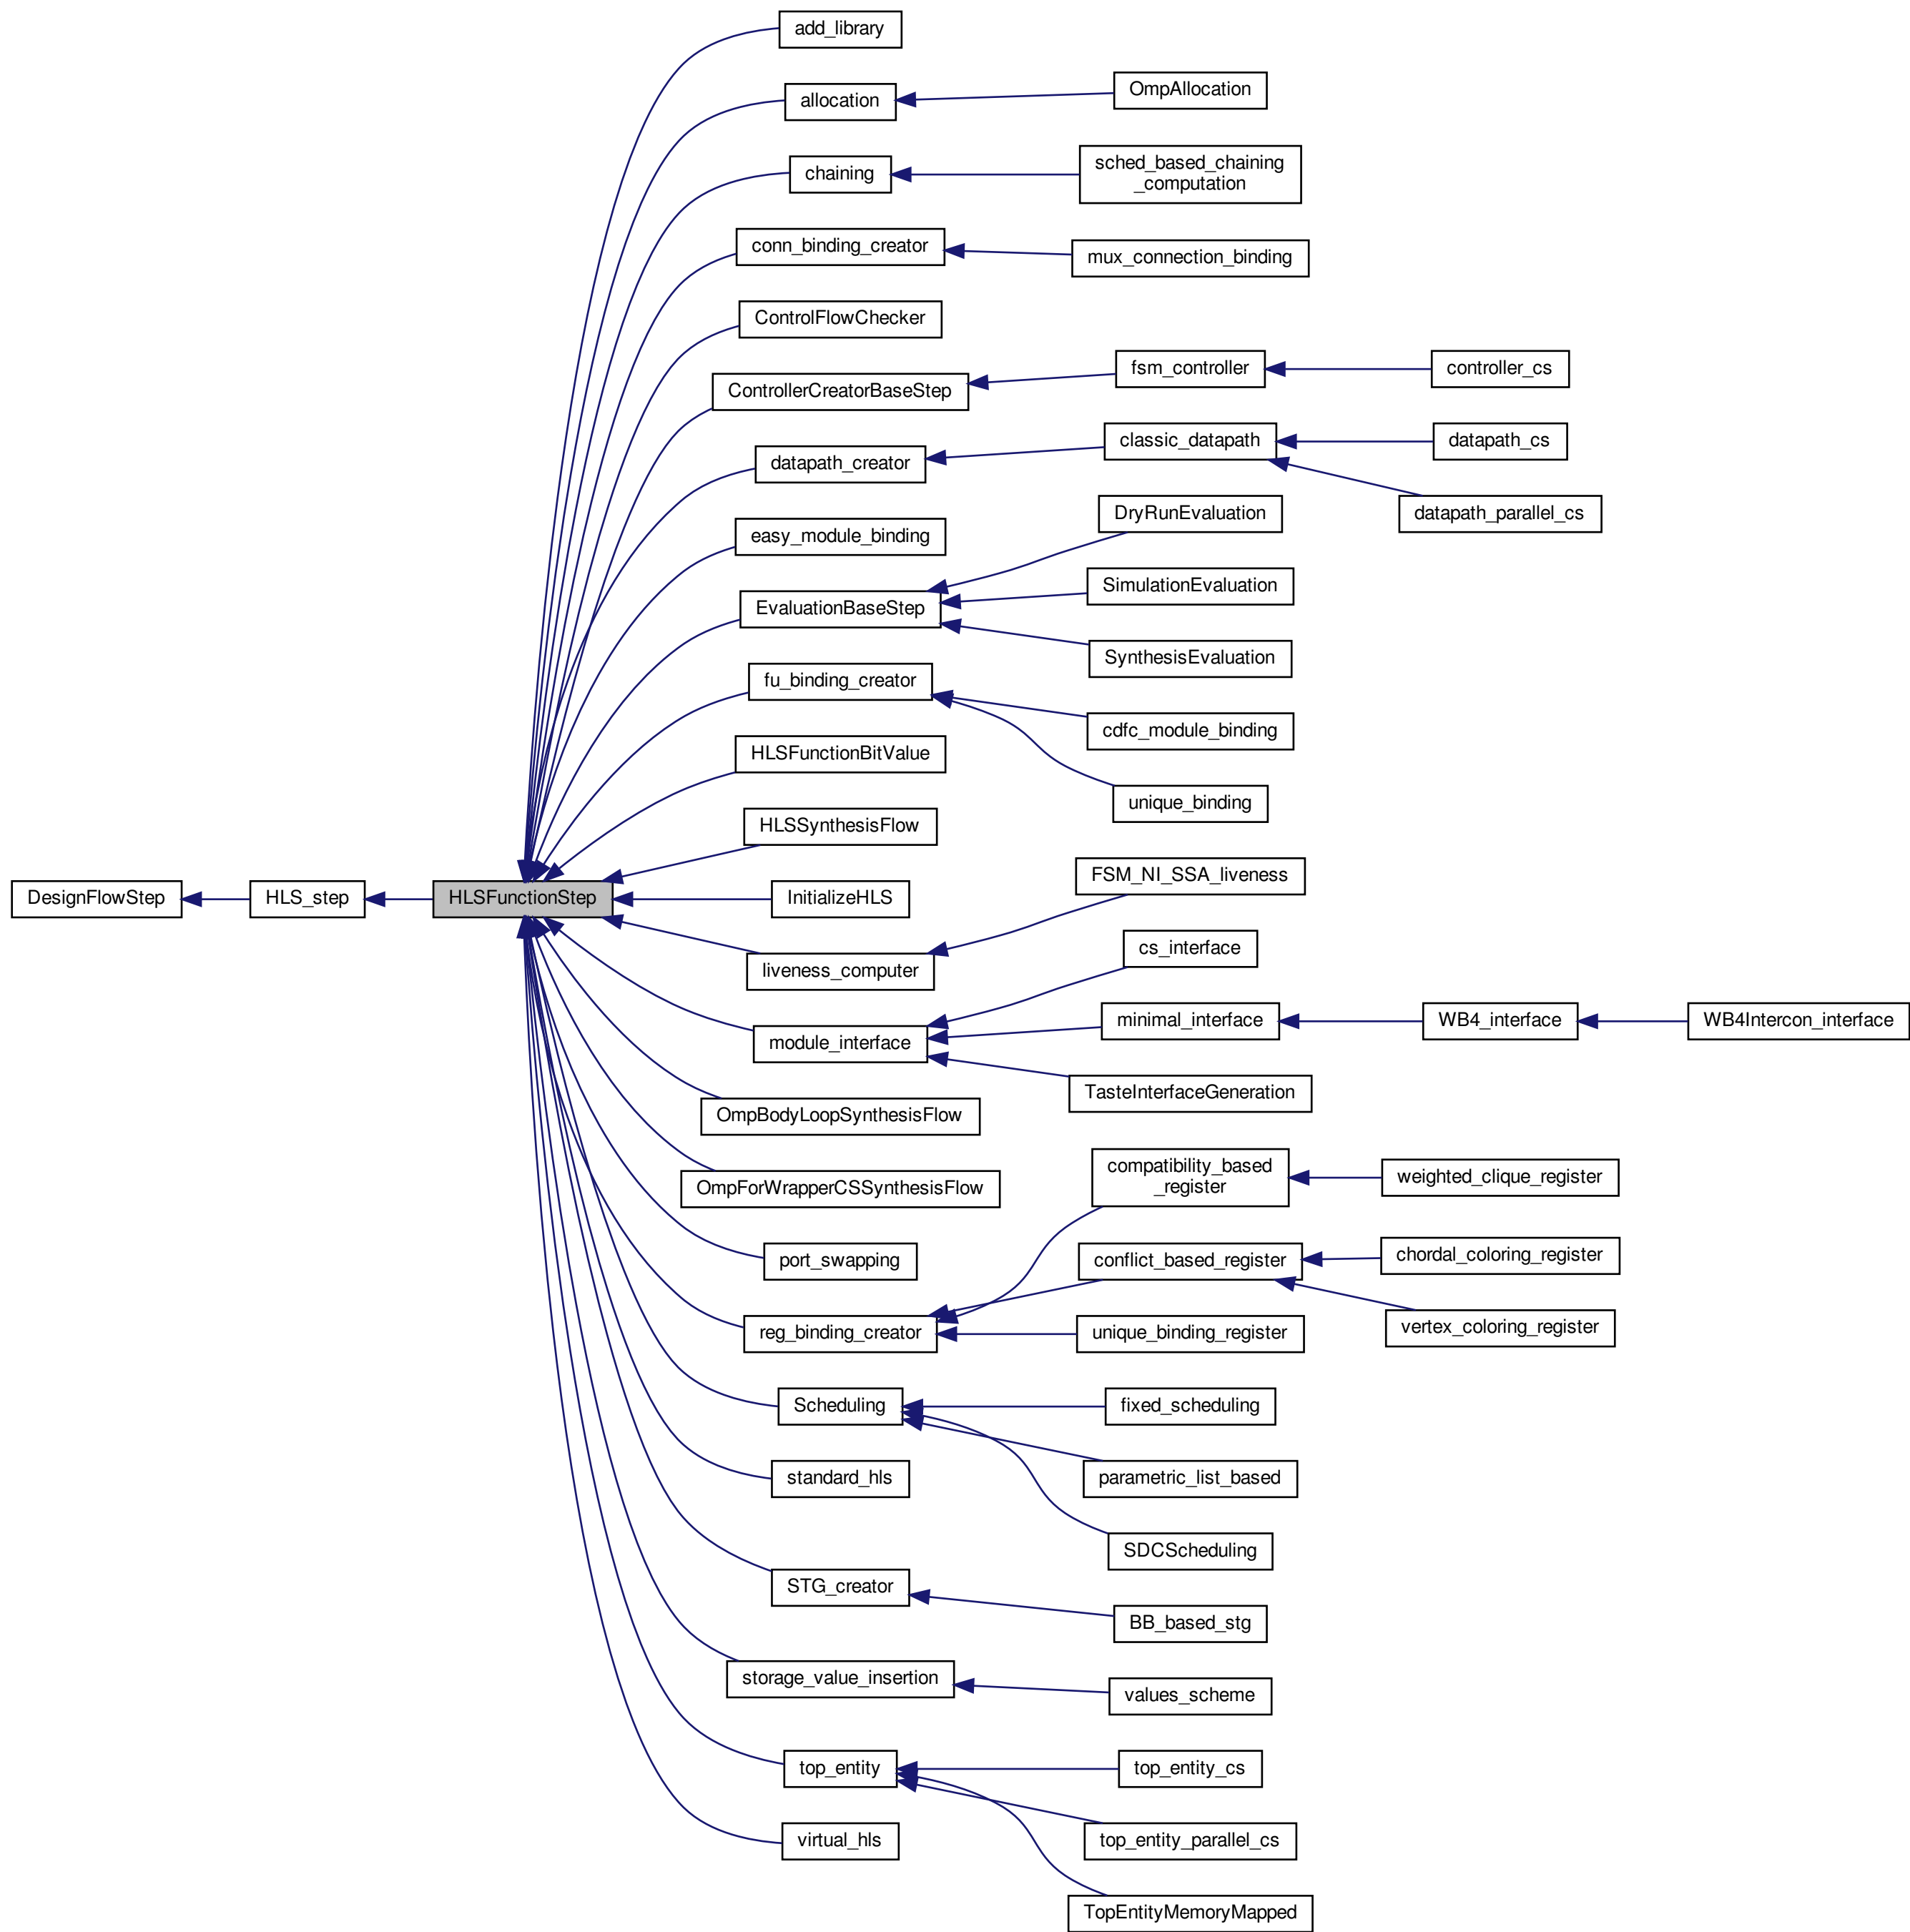 add_library
allocation
OmpAllocation
chaining
sched_based_chaining
_computation
conn_binding_creator
mux_connection_binding
ControlFlowChecker
ControllerCreatorBaseStep
fsm_controller
controller_cs
datapath_creator
classic_datapath
datapath_cs
datapath_parallel_cs
easy_module_binding
EvaluationBaseStep
DryRunEvaluation
SimulationEvaluation
SynthesisEvaluation
fu_binding_creator
cdfc_module_binding
unique_binding
HLSFunctionBitValue
HLSSynthesisFlow
DesignFlowStep
HLS_step
HLSFunctionStep
InitializeHLS
liveness_computer
FSM_NI_SSA_liveness
module_interface
cs_interface
minimal_interface
WB4_interface
WB4Intercon_interface
TasteInterfaceGeneration
OmpBodyLoopSynthesisFlow
OmpForWrapperCSSynthesisFlow
port_swapping
reg_binding_creator
compatibility_based
_register
weighted_clique_register
conflict_based_register
chordal_coloring_register
vertex_coloring_register
unique_binding_register
Scheduling
fixed_scheduling
parametric_list_based
SDCScheduling
standard_hls
STG_creator
BB_based_stg
storage_value_insertion
values_scheme
top_entity
top_entity_cs
top_entity_parallel_cs
TopEntityMemoryMapped
virtual_hls